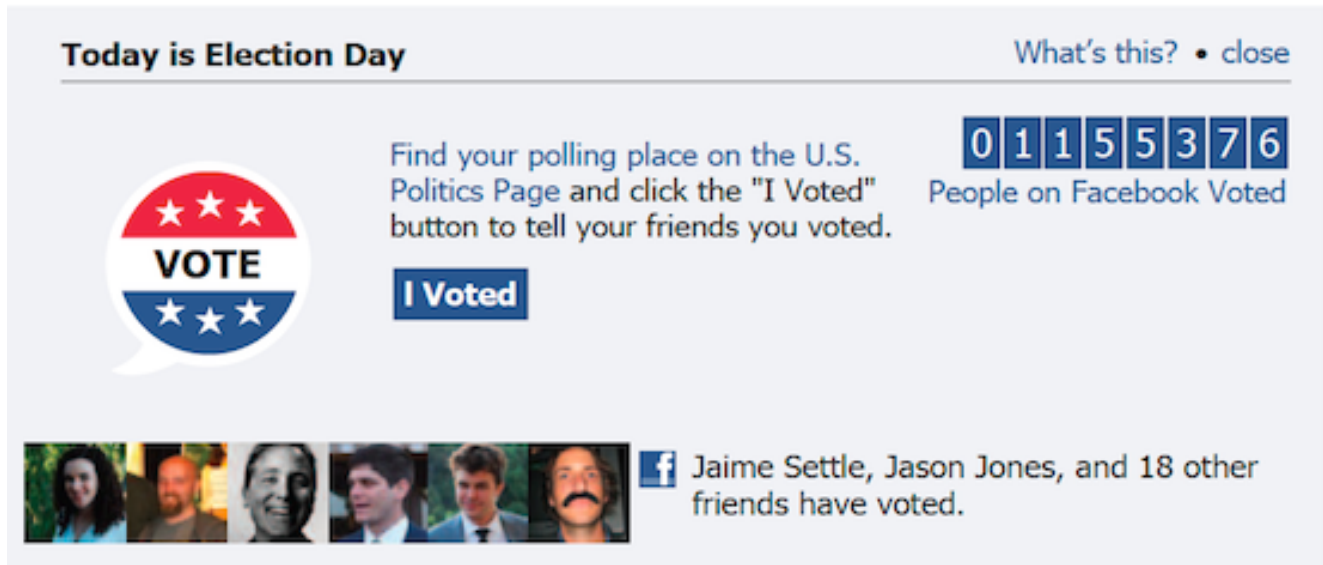 Today is Election Day
What's this? • close
Find your polling place on the U.S.
Politics Page and click the "I Voted"
button to tell your friends you voted.
I Voted
01155376
People on Facebook Voted
VOTE
f
Jaime Settle, Jason Jones, and 18 other
friends have voted.